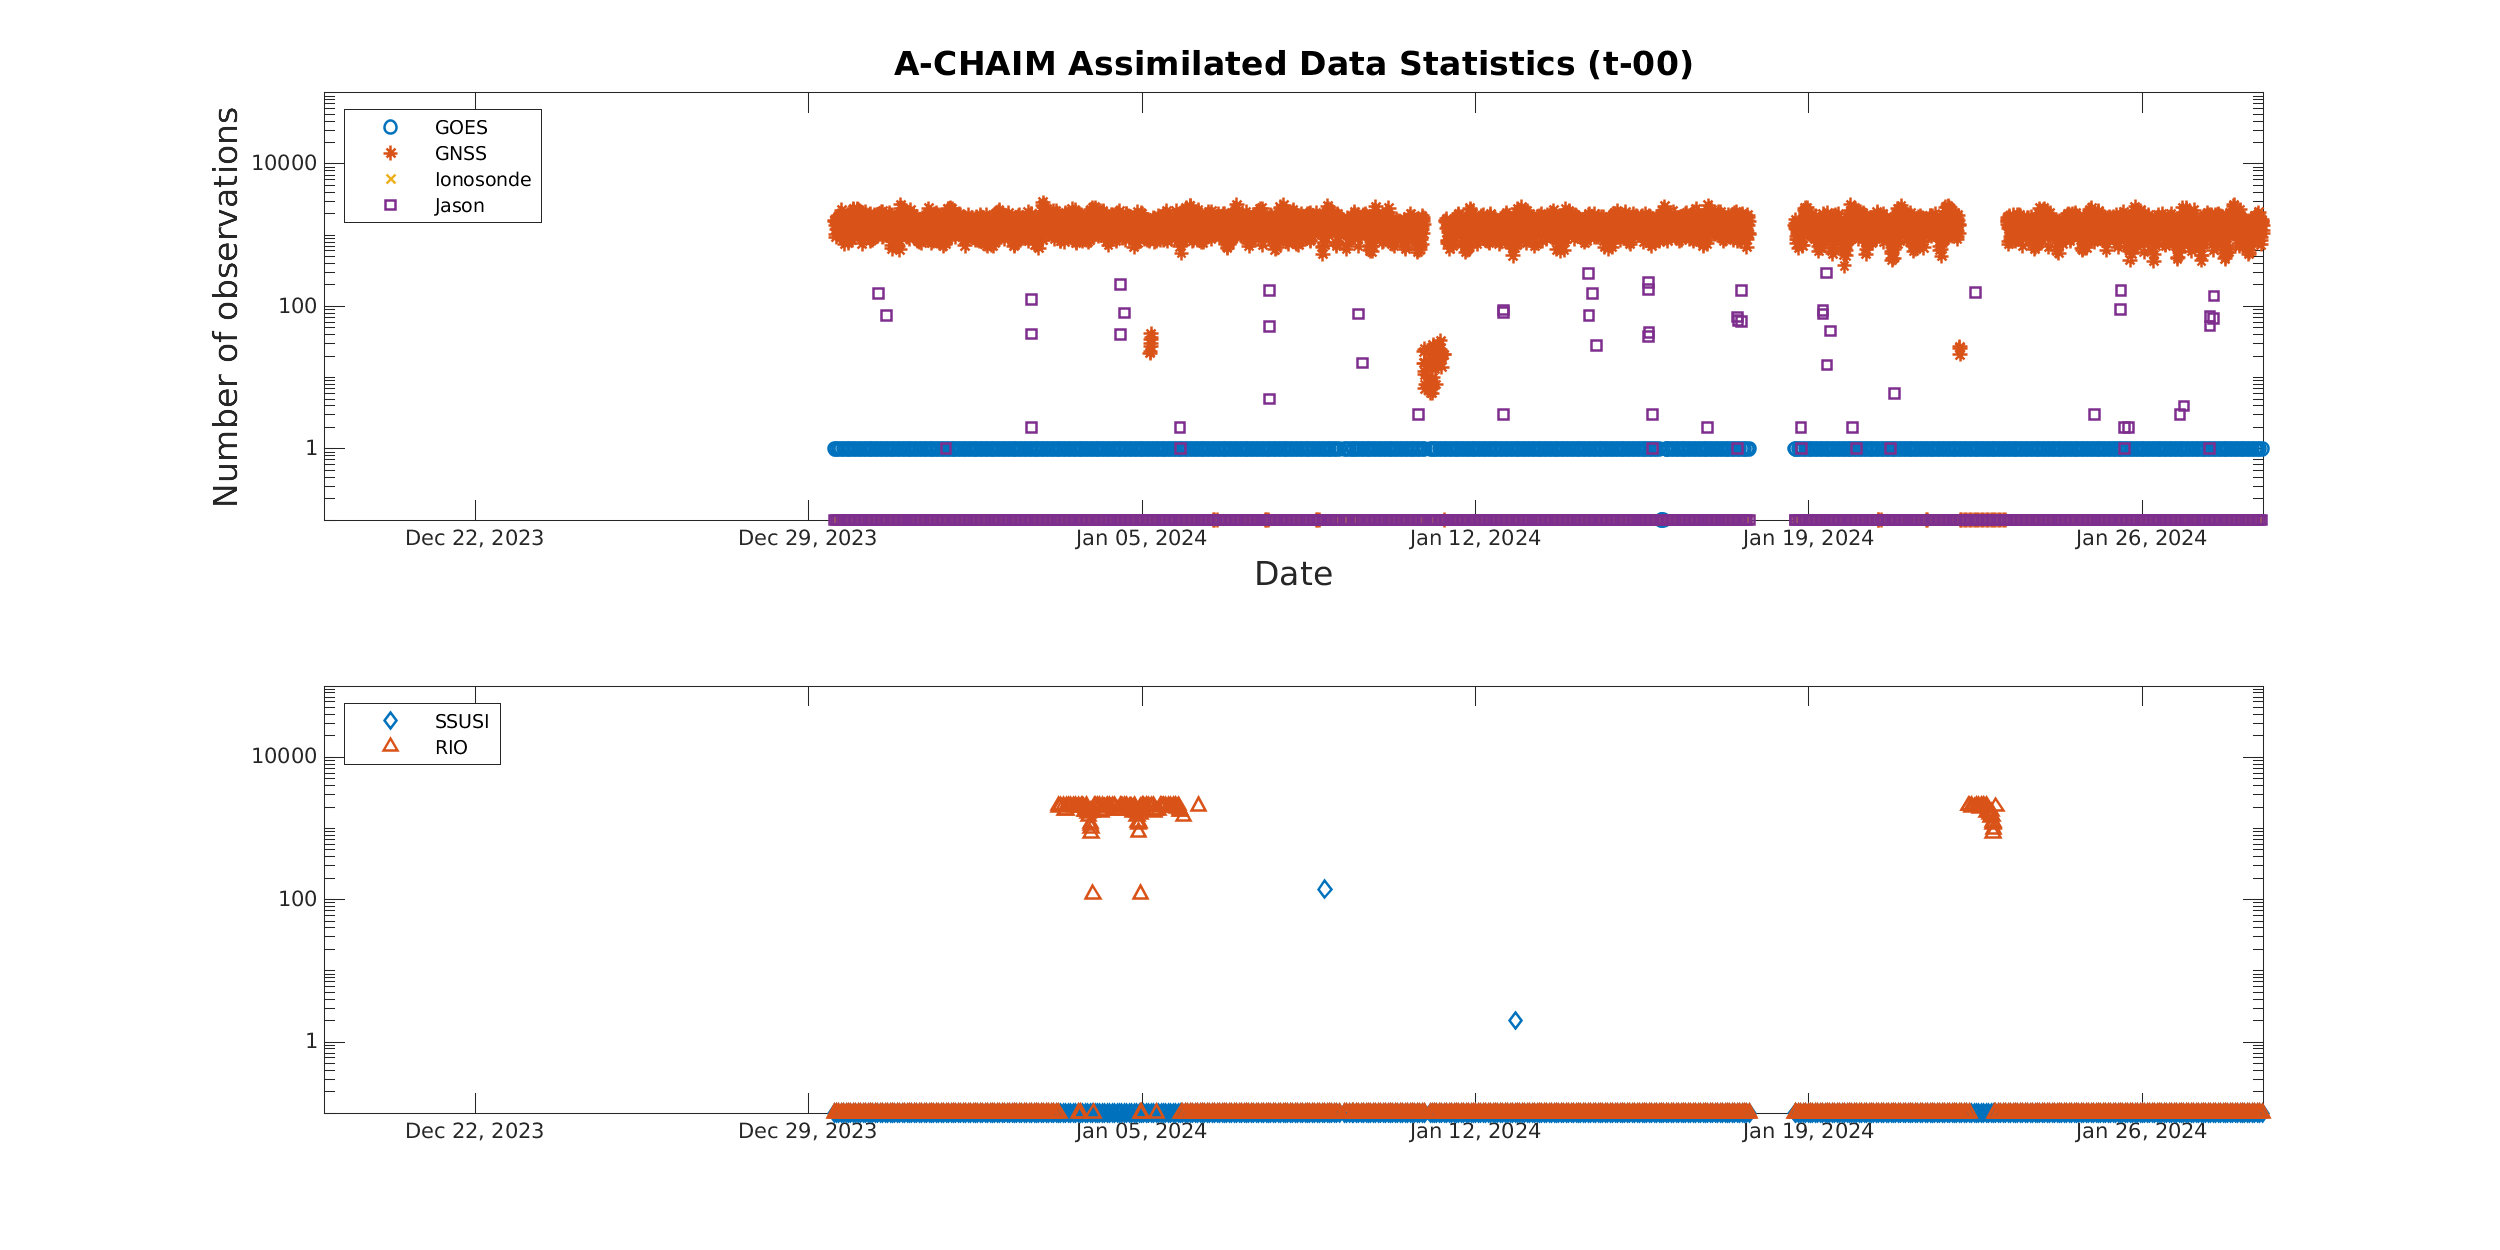 A-CHAIM Assimilated Data Statistics (t-00)
Number of observations
10000
100
1
GOES
GNSS
Ionosonde
Jason
Dec 22, 2023
Dec 29, 2023
Jan 05, 2024
Jan 12, 2024
Jan 19, 2024
Jan 26, 2024
Date
10000
100
1
SSUSI
RIO
Dec 22, 2023
Dec 29, 2023
Jan 05, 2024
Jan 12, 2024
Jan 19, 2024
Jan 26, 2024